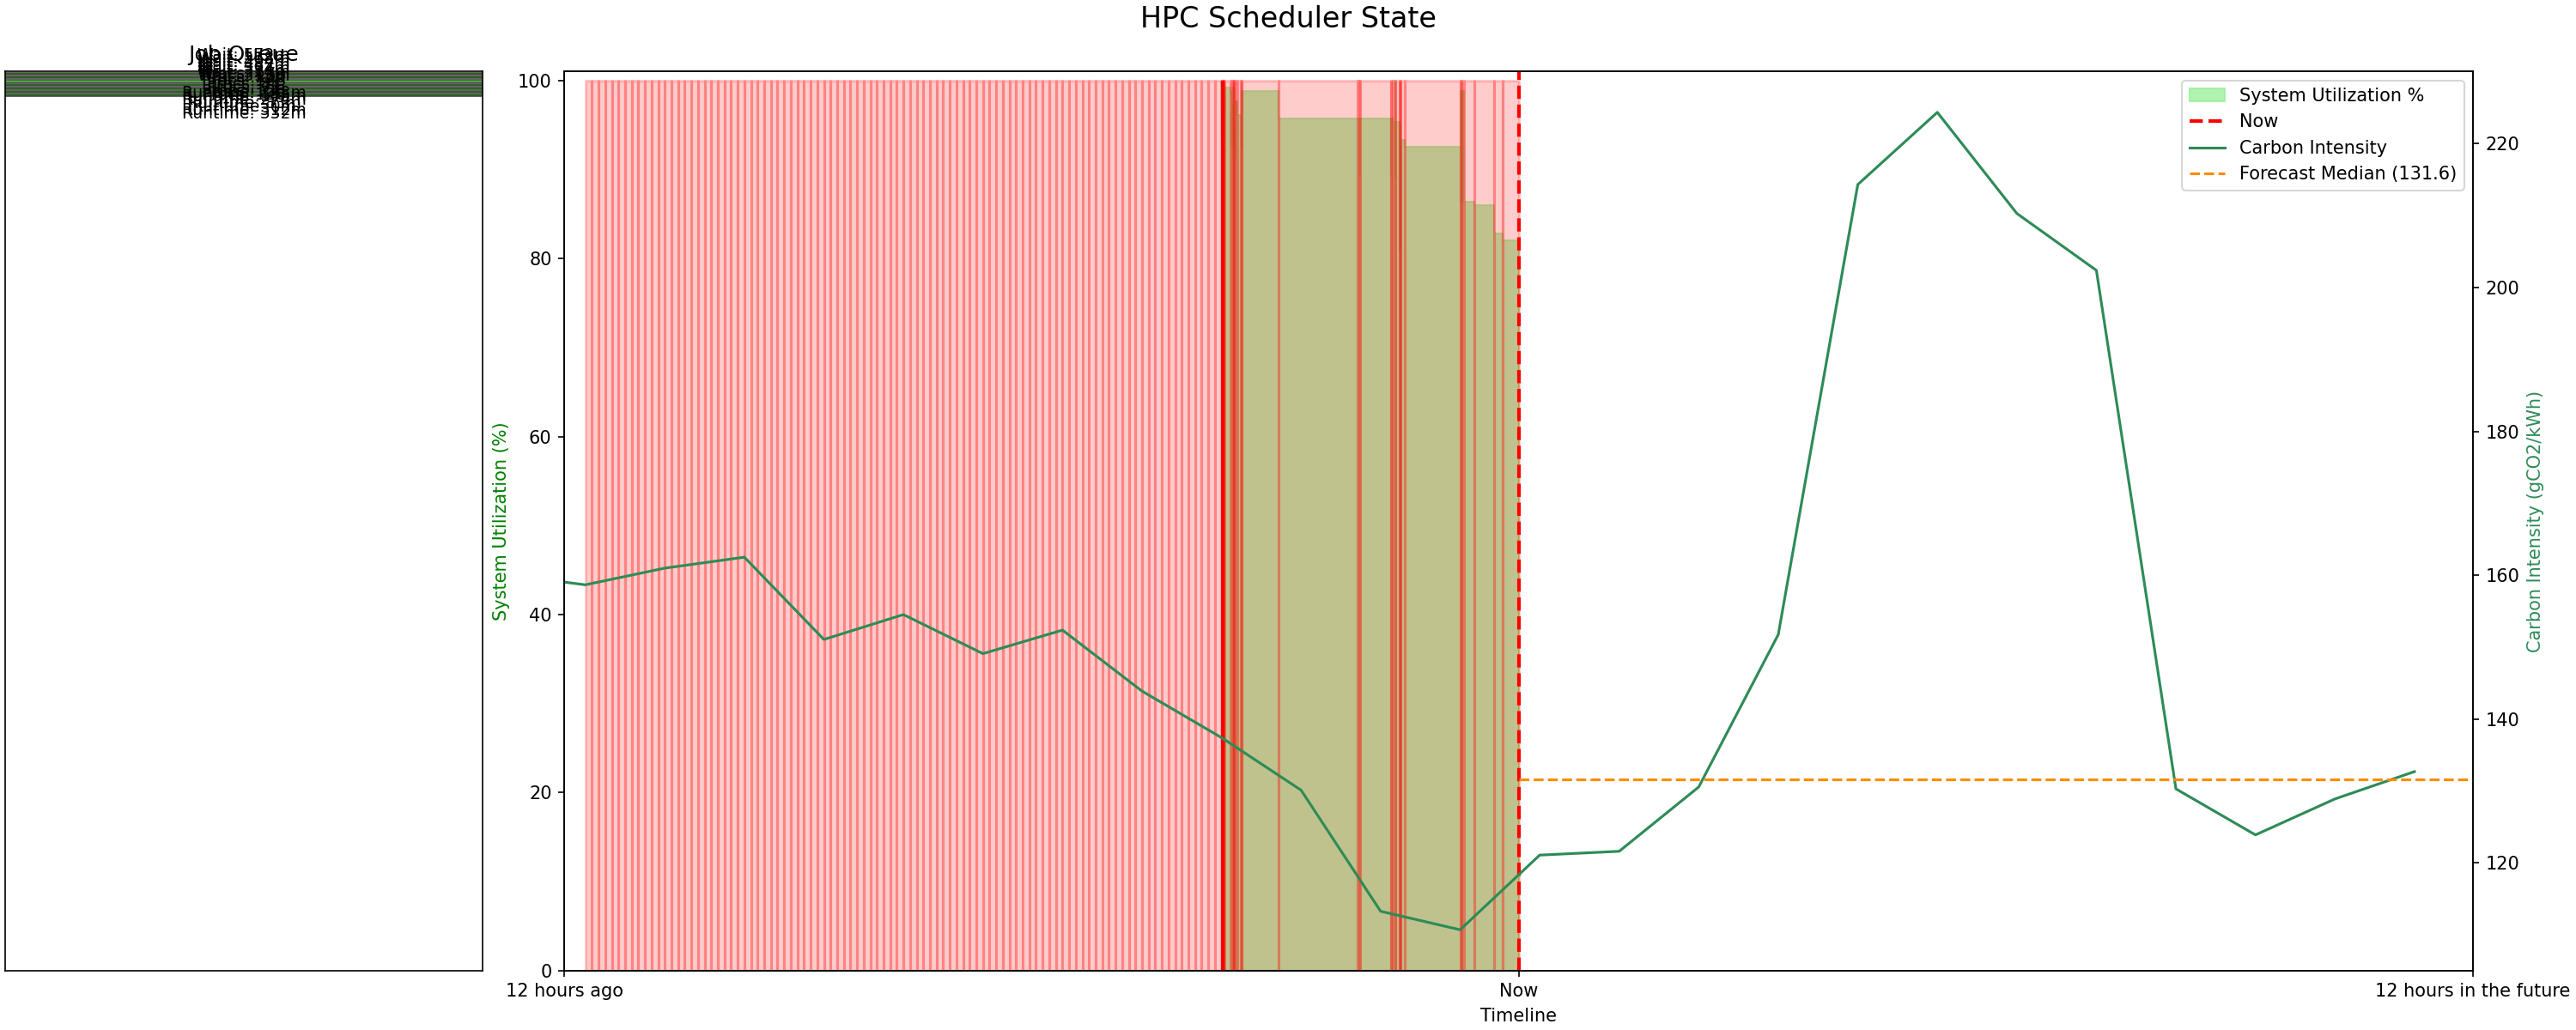 HPC Scheduler State
Job Queue
Runtime: 332m
System Utilization (%)
100
80
60
40
20
0
System Utilization %
Now
Carbon Intensity
Forecast Median (131.6)
220
200
180
160
140
120
Carbon Intensity (gCO2/kWh)
12 hours ago
Now
12 hours in the future
Timeline